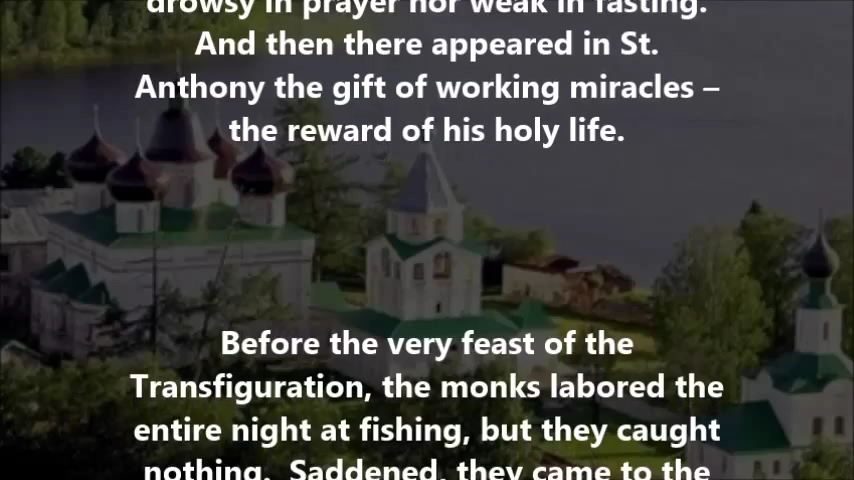 drowsy in prayer nor weak in fasting.
And then there appeared in St.
Anthony the gift of working miracles –
the reward of his holy life.
Before the very feast of the
Transfiguration, the monks labored the
entire night at fishing, but they caught
nothing.  Saddened, they came to the